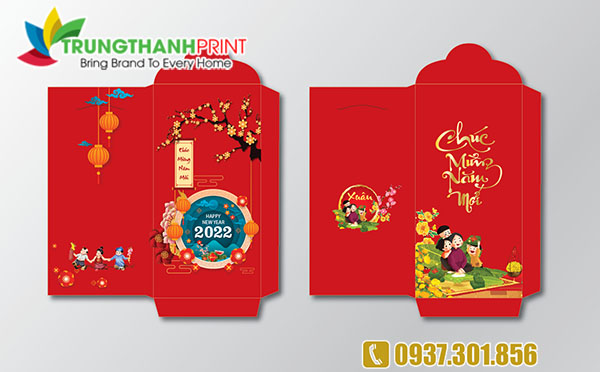 TRUNGTHANHPRINT
Bring Brand To Every Home
Chúc
Mừng
Năm
Mới
HAPPY
NEW YEAR
2022
Xuân
Chúc
Mừng
Năm
Mới
0937.301.856